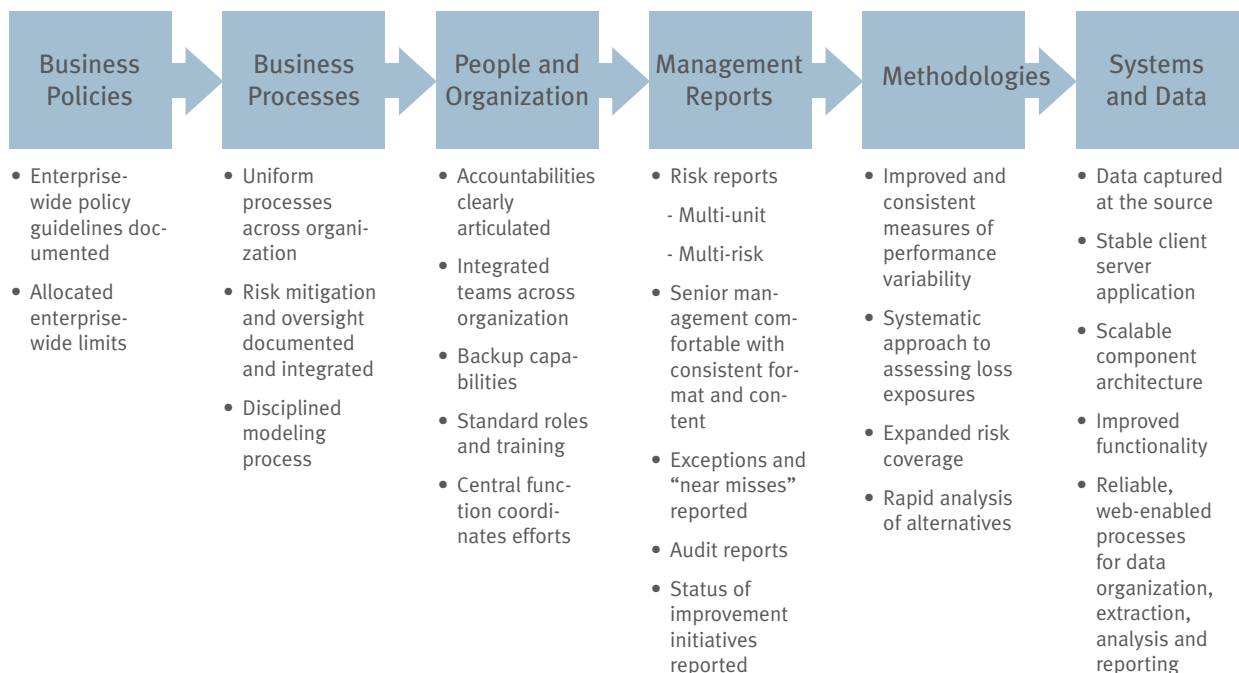 Business
Policies
Business
Processes
People and
Organization
Management
Reports
Methodologies
Systems
and Data
• Enterprise-
wide policy
guidelines doc-
umented
• Allocated
enterprise-
wide limits
• Uniform
processes
across organi-
zation
• Risk mitigation
and oversight
documented
and integrated
• Disciplined
modeling
process
• Accountabilities
clearly
articulated
• Integrated
teams across
organization
• Backup capa-
bilities
• Standard roles
and training
• Central func-
tion coordi-
nates efforts
• Risk reports
- Multi-unit
- Multi-risk
• Senior man-
agement com-
fortable with
consistent for-
mat and con-
tent
• Exceptions and
“near misses”
reported
• Audit reports
• Status of
improvement
initiatives
reported
• Improved and
consistent
measures of
performance
variability
• Systematic
approach to
assessing loss
exposures
• Expanded risk
coverage
• Rapid analysis
of alternatives
• Data captured
at the source
• Stable client
server
application
• Scalable
component
architecture
• Improved
functionality
• Reliable,
web-enabled
processes
for data
organization,
extraction,
analysis and
reporting